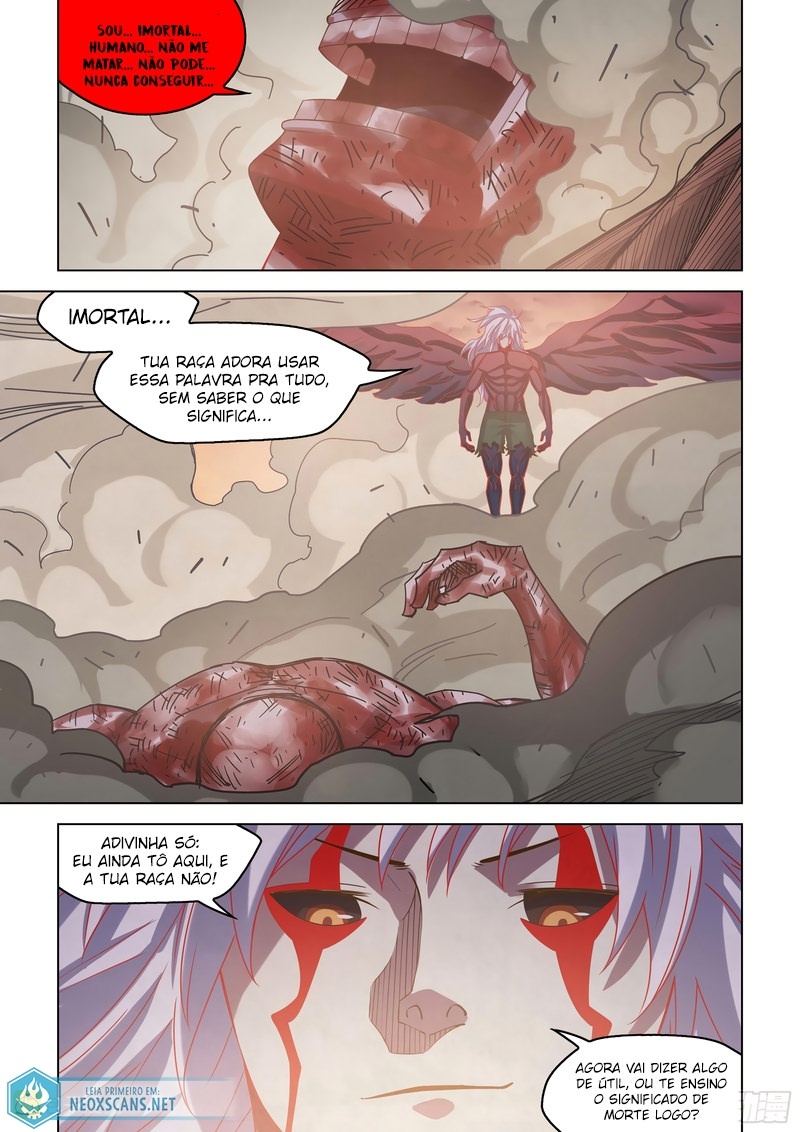 SOU... IMORTAL...
HUMANO... NÃO ME
MATAR... NÃO PODE...
NUNCA CONSEGUIR...
IMORTAL...
TUA RAÇA ADORA USAR
ESSA PALAVRA PRA TUDO,
SEM SABER O QUE
SIGNIFICA...
ADIVINHA SÓ:
EU AINDA TÔ AQUI, E
A TUA RAÇA NÃO!
AGORA VAI DIZER ALGO
DE ÚTIL, OU TE ENSINO
O SIGNIFICADO DE
MORTE LOGO?
LEIA PRIMEIRO EM:
NEOXSCANS.NET
动漫